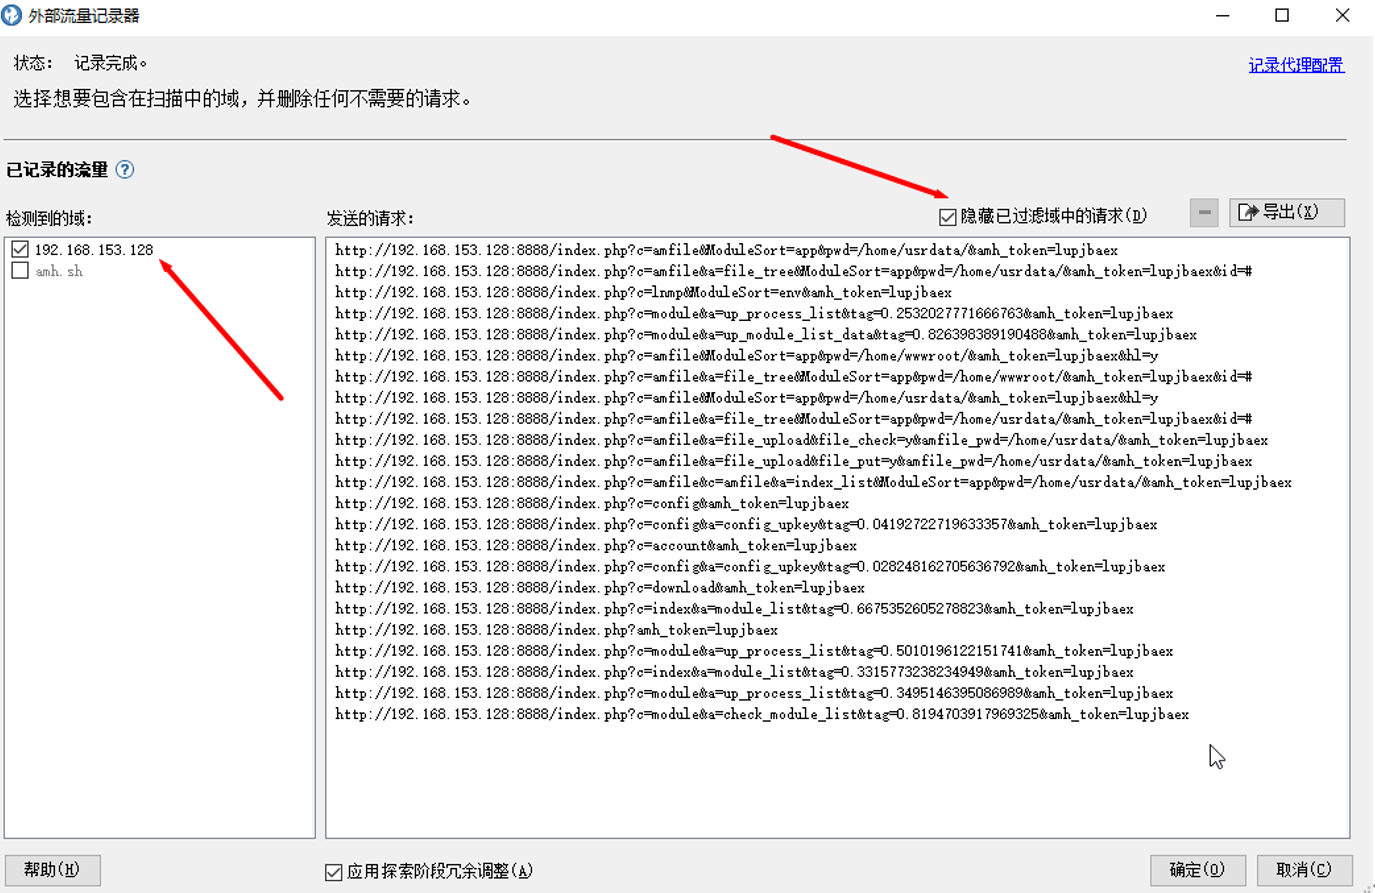 外部流量记录器
状态： 记录完成。
记录代理配置
选择想要包含在扫描中的域，并删除任何不需要的请求。
已记录的流量 ?
检测到的域：
发送的请求：
隐藏已过滤域中的请求(D)
导出(X)
192.168.153.128
amh.sh
http://192.168.153.128:8888/index.php?c=amfile&ModuleSort=app&pwd=/home/usrdata/&amh_token=lupjbaex
http://192.168.153.128:8888/index.php?c=amfile&a=file_tree&ModuleSort=app&pwd=/home/usrdata/&amh_token=lupjbaex&id=#
http://192.168.153.128:8888/index.php?c=lnmp&ModuleSort=env&amh_token=lupjbaex
http://192.168.153.128:8888/index.php?c=module&a=up_process_list&tag=0.2532027771666763&amh_token=lupjbaex
http://192.168.153.128:8888/index.php?c=module&a=up_module_list_data&tag=0.826398389190488&amh_token=lupjbaex
http://192.168.153.128:8888/index.php?c=amfile&ModuleSort=app&pwd=/home/wwwroot/&amh_token=lupjbaex&hl=y
http://192.168.153.128:8888/index.php?c=amfile&a=file_tree&ModuleSort=app&pwd=/home/wwwroot/&amh_token=lupjbaex&id=#
http://192.168.153.128:8888/index.php?c=amfile&ModuleSort=app&pwd=/home/usrdata/&amh_token=lupjbaex&hl=y
http://192.168.153.128:8888/index.php?c=amfile&a=file_tree&ModuleSort=app&pwd=/home/usrdata/&amh_token=lupjbaex&id=#
http://192.168.153.128:8888/index.php?c=amfile&a=file_upload&file_check=y&amfile_pwd=/home/usrdata/&amh_token=lupjbaex
http://192.168.153.128:8888/index.php?c=amfile&a=file_upload&file_put=y&amfile_pwd=/home/usrdata/&amh_token=lupjbaex
http://192.168.153.128:8888/index.php?c=amfile&c=amfile&a=index_list&ModuleSort=app&pwd=/home/usrdata/&amh_token=lupjbaex
http://192.168.153.128:8888/index.php?c=config&amh_token=lupjbaex
http://192.168.153.128:8888/index.php?c=config&a=config_upkey&tag=0.04192722719633357&amh_token=lupjbaex
http://192.168.153.128:8888/index.php?c=account&amh_token=lupjbaex
http://192.168.153.128:8888/index.php?c=config&a=config_upkey&tag=0.028248162705636792&amh_token=lupjbaex
http://192.168.153.128:8888/index.php?c=download&amh_token=lupjbaex
http://192.168.153.128:8888/index.php?c=index&a=module_list&tag=0.6675352605278823&amh_token=lupjbaex
http://192.168.153.128:8888/index.php?amh_token=lupjbaex
http://192.168.153.128:8888/index.php?c=module&a=up_process_list&tag=0.5010196122151741&amh_token=lupjbaex
http://192.168.153.128:8888/index.php?c=index&a=module_list&tag=0.3315773238234949&amh_token=lupjbaex
http://192.168.153.128:8888/index.php?c=module&a=up_process_list&tag=0.3495146395086989&amh_token=lupjbaex
http://192.168.153.128:8888/index.php?c=module&a=check_module_list&tag=0.8194703917969325&amh_token=lupjbaex
帮助(H)
应用探索阶段冗余调整(A)
确定(O)
取消(C)